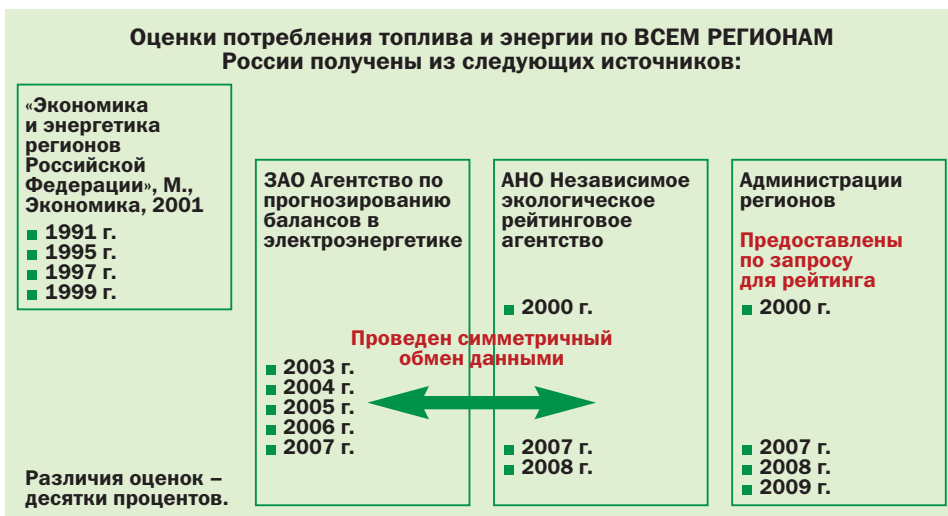 Оценки потребления топлива и энергии по ВСЕМ РЕГИОНАМ
России получены из следующих источников:
«Экономика
и энергетика
регионов
Российской
Федерации», М.,
Экономика, 2001
1991 г.
1995 г.
1997 г.
1999 г.
ЗАО Агентство по
прогнозированию
балансов в
электроэнергетике
2003 г.
2004 г.
2005 г.
2006 г.
2007 г.
АНО Независимое
экологическое
рейтинговое
агентство
2000 г.
2007 г.
2008 г.
Проведен симметричный
обмен данными
Администрации
регионов
Предоставлены
по запросу
для рейтинга
2000 г.
2007 г.
2008 г.
2009 г.
Различия оценок –
десятки процентов.